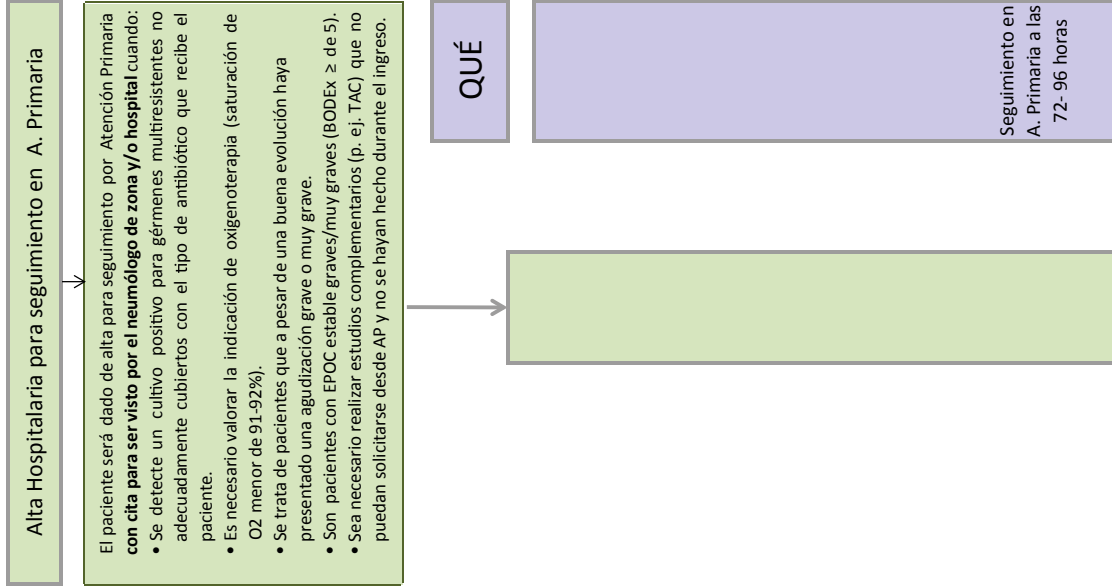 Alta Hospitalaria para seguimiento en A. Primaria
El paciente será dado de alta para seguimiento por Atención Primaria
con cita para ser visto por el neumólogo de zona y/o hospital cuando:
• Se detecte un cultivo positivo para gérmenes multiresistentes no
adecuadamente cubiertos con el tipo de antibiótico que recibe el
paciente.
• Es necesario valorar la indicación de oxigenoterapia (saturación de
O2 menor de 91-92%).
• Se trata de pacientes que a pesar de una buena evolución haya
presentado una agudización grave o muy grave.
• Son pacientes con EPOC estable graves/muy graves (BODEx ≥ de 5).
• Sea necesario realizar estudios complementarios (p. ej. TAC) que no
puedan solicitarse desde AP y no se hayan hecho durante el ingreso.
QUÉ
Seguimiento en
A. Primaria a las
72- 96 horas